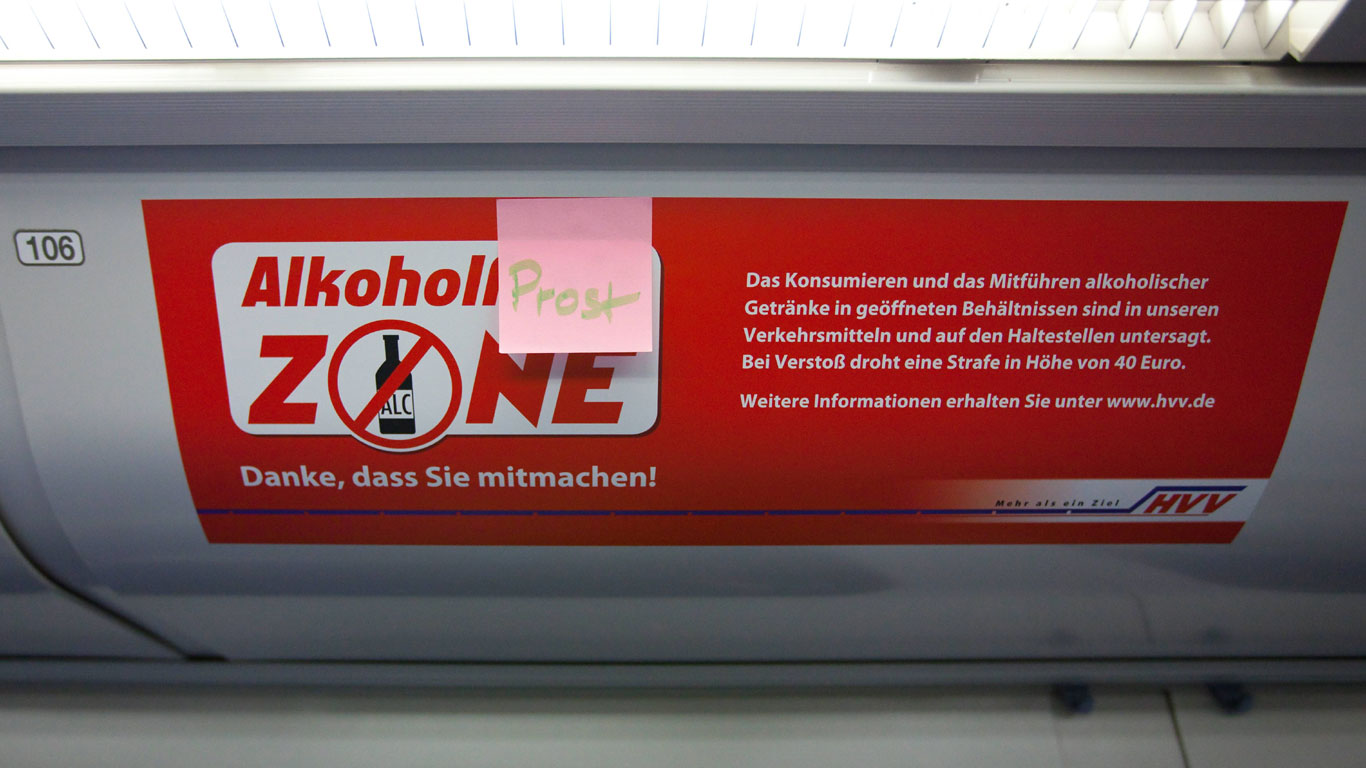 106
Alkoholf
Prost
ZONE
ALC
Danke, dass Sie mitmachen!
Das Konsumieren und das Mitführen alkoholischer
Getränke in geöffneten Behältnissen sind in unseren
Verkehrsmitteln und auf den Haltestellen untersagt.
Bei Verstoß droht eine Strafe in Höhe von 40 Euro.
Weitere Informationen erhalten Sie unter www.hvv.de
Mehr als ein Ziel
HVV